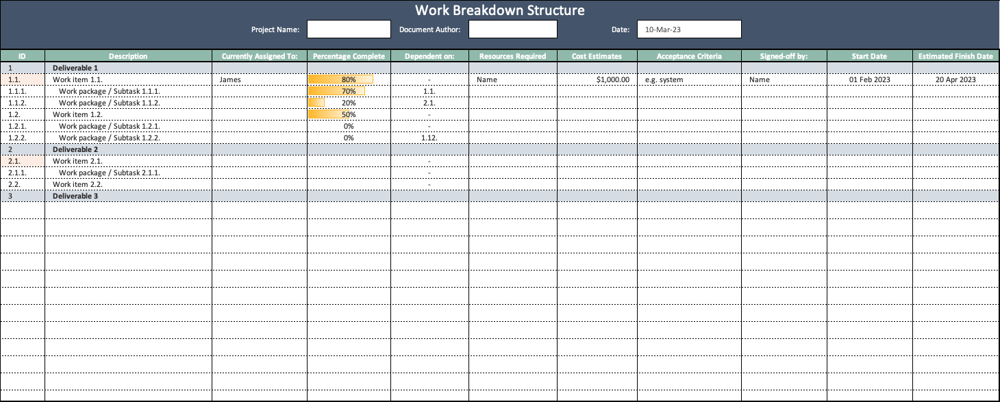 Work Breakdown Structure
Project Name: Document Author: Date: 10-Mar-23
ID Description Currently Assigned To: Percentage Complete Dependent on: Resources Required Cost Estimates Acceptance Criteria Signed-off by: Start Date Estimated Finish Date
1 Deliverable 1
1.1. Work item 1.1. James 80% - Name $1,000.00 e.g. system Name 01 Feb 2023 20 Apr 2023
1.1.1. Work package / Subtask 1.1.1. 70% 1.1.
1.1.2. Work package / Subtask 1.1.2. 20% 2.1.
1.2. Work item 1.2. 50% -
1.2.1. Work package / Subtask 1.2.1. 0% -
1.2.2. Work package / Subtask 1.2.2. 0% 1.12.
2 Deliverable 2
2.1. Work item 2.1. -
2.1.1. Work package / Subtask 2.1.1. -
2.2. Work item 2.2. -
3 Deliverable 3